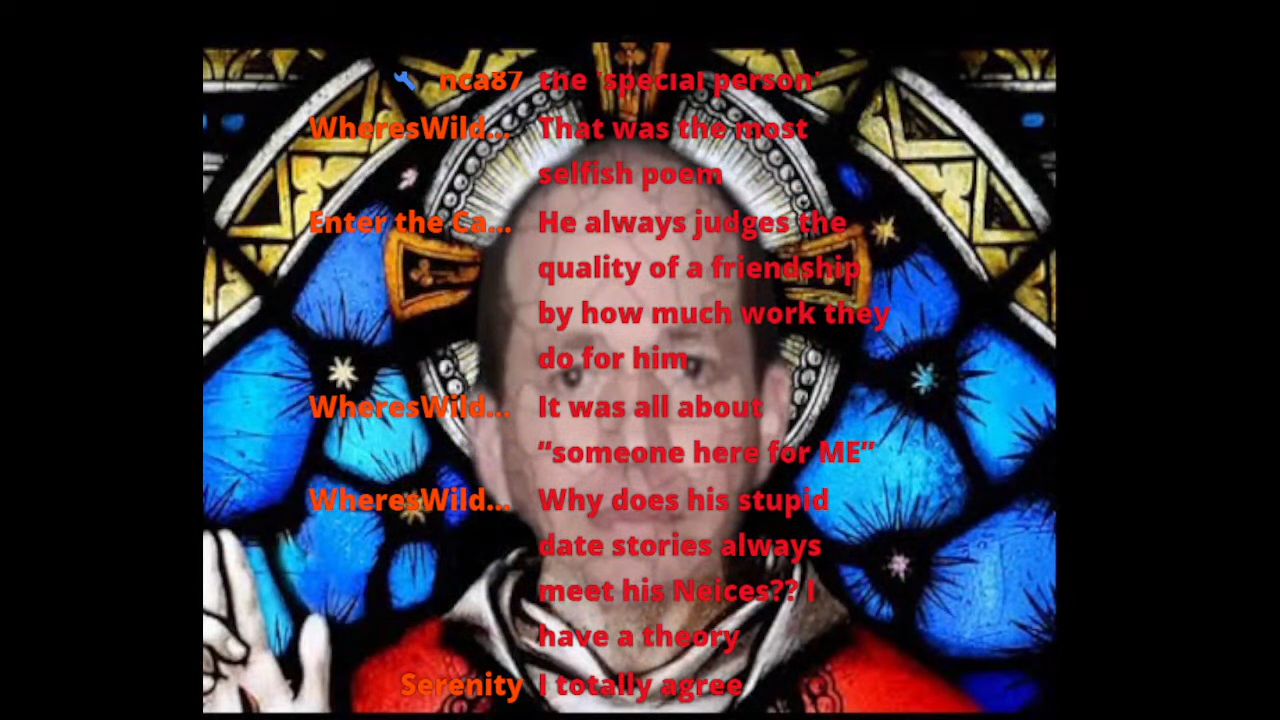 nca87 the 'special person'
WheresWild... That was the most
selfish poem
Enter the Ca... He always judges the
quality of a friendship
by how much work they
do for him
WheresWild... It was all about
“someone here for ME”
WheresWild... Why does his stupid
date stories always
meet his Neices?? I
have a theory
Serenity I totally agree